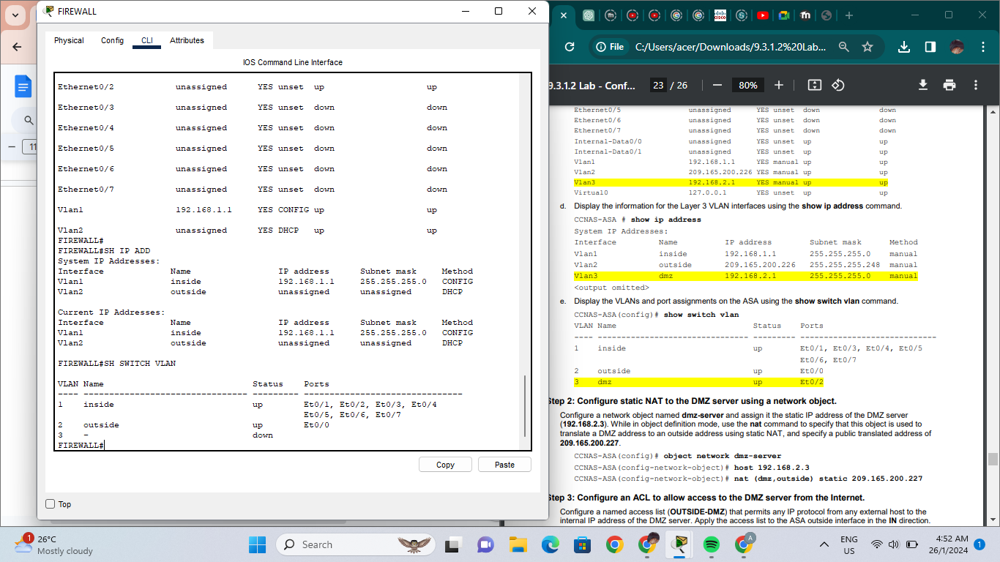 FIREWALL
Physical Config CLI Attributes
IOS Command Line Interface
Ethernet0/2 unassigned YES unset up up
Ethernet0/3 unassigned YES unset down down
Ethernet0/4 unassigned YES unset down down
Ethernet0/5 unassigned YES unset down down
Ethernet0/6 unassigned YES unset down down
Ethernet0/7 unassigned YES unset down down
Vlan1 192.168.1.1 YES CONFIG up up
Vlan2 unassigned YES DHCP up up
FIREWALL#
FIREWALL#SH IP ADD
System IP Addresses:
Interface Name IP address Subnet mask Method
Vlan1 inside 192.168.1.1 255.255.255.0 CONFIG
Vlan2 outside unassigned unassigned DHCP
Current IP Addresses:
Interface Name IP address Subnet mask Method
Vlan1 inside 192.168.1.1 255.255.255.0 CONFIG
Vlan2 outside unassigned unassigned DHCP
FIREWALL#SH SWITCH VLAN
VLAN Name Status Ports
---- -------------------------------- --------- -------------------------------
1 inside up Et0/1, Et0/2, Et0/3, Et0/4
Et0/5, Et0/6, Et0/7
2 outside up Et0/0
3 - down
FIREWALL#
Copy Paste
Top
11
File C:/Users/acer/Downloads/9.3.1.2%20Lab...
9.3.1.2 Lab - Conf... 23 / 26 80%
Ethernet0/5 unassigned YES unset down down
Ethernet0/6 unassigned YES unset down down
Ethernet0/7 unassigned YES unset down down
Internal-Data0/0 unassigned YES unset up up
Internal-Data0/1 unassigned YES unset up up
Vlan1 192.168.1.1 YES manual up up
Vlan2 209.165.200.226 YES manual up up
Vlan3 192.168.2.1 YES manual up up
Virtual0 127.0.0.1 YES unset up up
d. Display the information for the Layer 3 VLAN interfaces using the show ip address command.
CCNAS-ASA # show ip address
System IP Addresses:
Interface Name IP address Subnet mask Method
Vlan1 inside 192.168.1.1 255.255.255.0 manual
Vlan2 outside 209.165.200.226 255.255.255.248 manual
Vlan3 dmz 192.168.2.1 255.255.255.0 manual
<output omitted>
e. Display the VLANs and port assignments on the ASA using the show switch vlan command.
CCNAS-ASA(config)# show switch vlan
VLAN Name Status Ports
---- -------------------------------- --------- -----------------------------
1 inside up Et0/1, Et0/3, Et0/4, Et0/5
Et0/6, Et0/7
2 outside up Et0/0
3 dmz up Et0/2
Step 2: Configure static NAT to the DMZ server using a network object.
Configure a network object named dmz-server and assign it the static IP address of the DMZ server
(192.168.2.3). While in object definition mode, use the nat command to specify that this object is used to
translate a DMZ address to an outside address using static NAT, and specify a public translated address of
209.165.200.227.
CCNAS-ASA(config)# object network dmz-server
CCNAS-ASA(config-network-object)# host 192.168.2.3
CCNAS-ASA(config-network-object)# nat (dmz,outside) static 209.165.200.227
Step 3: Configure an ACL to allow access to the DMZ server from the Internet.
Configure a named access list (OUTSIDE-DMZ) that permits any IP protocol from any external host to the
internal IP address of the DMZ server. Apply the access list to the ASA outside interface in the IN direction.
1
26°C
Mostly cloudy
Search
A
ENG
US
4:52 AM
26/1/2024
1